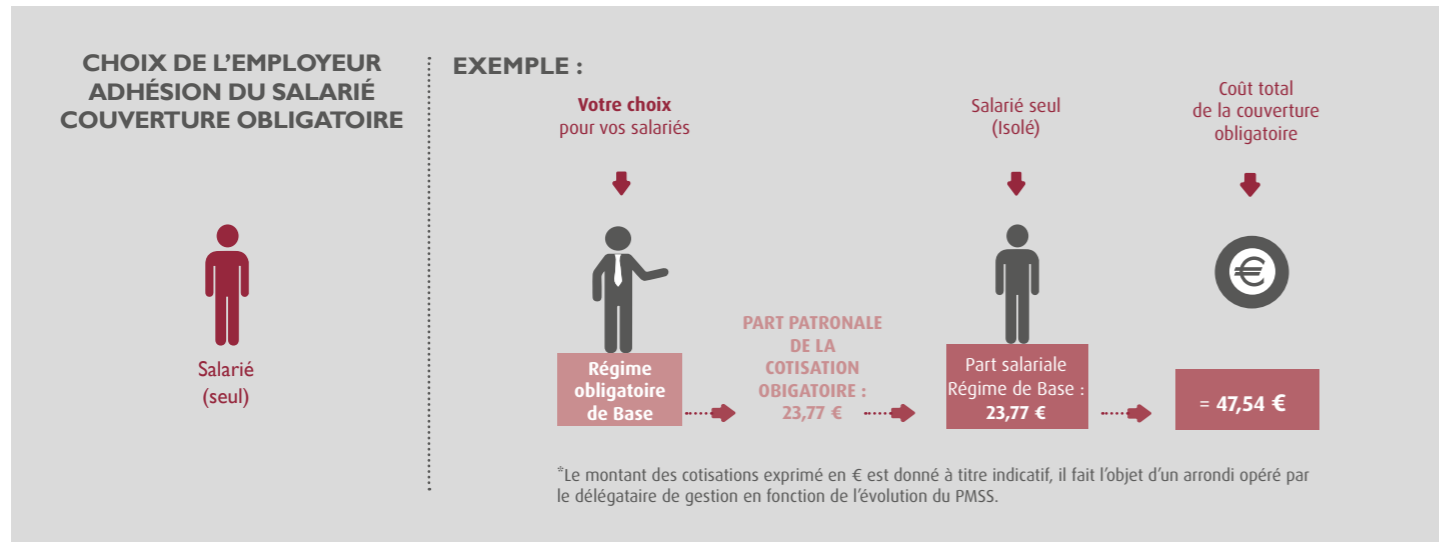 CHOIX DE L'EMPLOYEUR
ADHÉSION DU SALARIÉ
COUVERTURE OBLIGATOIRE
Salarié
(seul)
EXEMPLE :
Votre choix
pour vos salariés
Salarié seul
(Isolé)
Coût total
de la couverture
obligatoire
€
Régime
obligatoire
de Base
PART PATRONALE
DE LA
COTISATION
OBIGATOIRE :
23,77 €
Part salariale
Régime de Base :
23,77 €
= 47,54 €
*Le montant des cotisations exprimé en € est donné à titre indicatif, il fait l'objet d'un arrondi opéré par
le délégataire de gestion en fonction de l'évolution du PMSS.